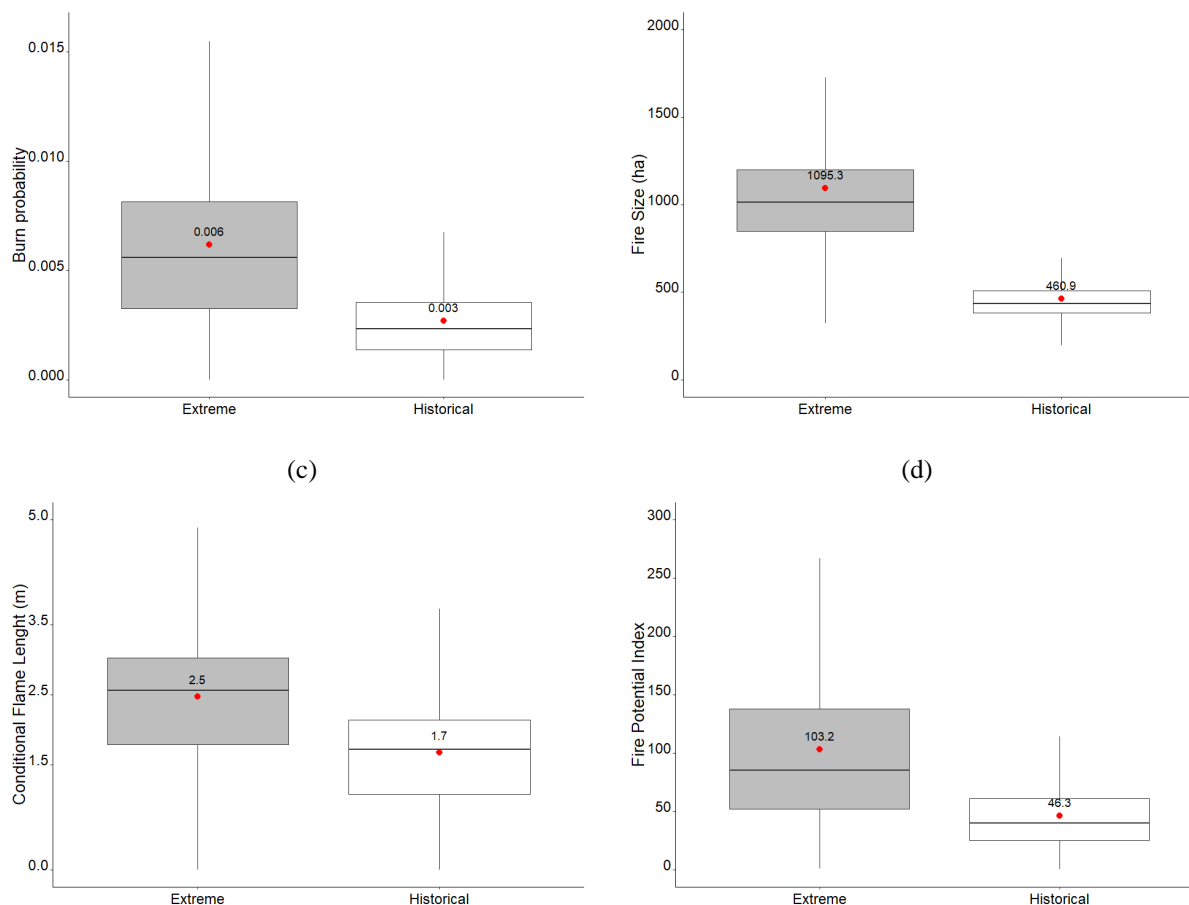 Burn probability
0.015
0.010
0.005
0.000
0.006
0.003
Extreme
Historical
Fire Size (ha)
2000
1500
1000
500
0
1095.3
460.9
Extreme
Historical
(c)
(d)
Conditional Flame Lenght (m)
5.0
3.5
2.5
1.5
0.0
2.5
1.7
Extreme
Historical
Fire Potential Index
300
250
200
150
100
50
0
103.2
46.3
Extreme
Historical